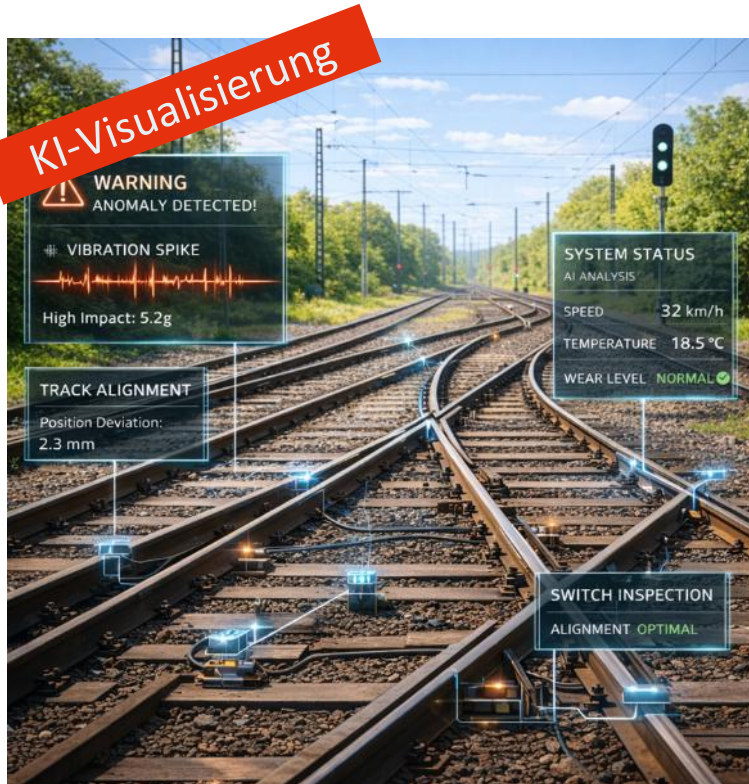 KI-Visualisierung
WARNING
ANOMALY DETECTED!
VIBRATION SPIKE
High Impact: 5.2g
TRACK ALIGNMENT
Position Deviation:
2.3 mm
SYSTEM STATUS
AI ANALYSIS
SPEED 32 km/h
TEMPERATURE 18.5 °C
WEAR LEVEL NORMAL
SWITCH INSPECTION
ALIGNMENT OPTIMAL